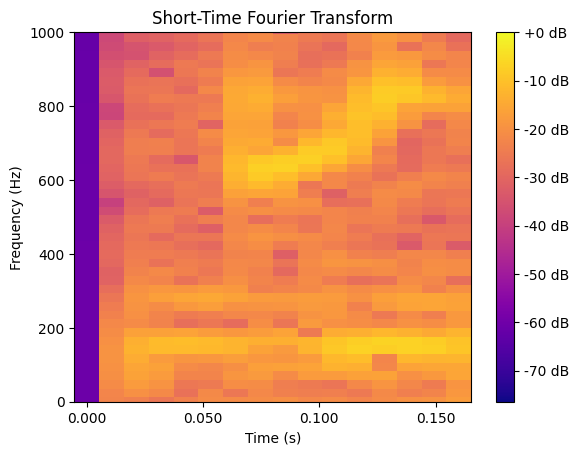 Short-Time Fourier Transform
1000
800
600
400
200
0
Frequency (Hz)
0.000
0.050
0.100
0.150
Time (s)
+0 dB
-10 dB
-20 dB
-30 dB
-40 dB
-50 dB
-60 dB
-70 dB